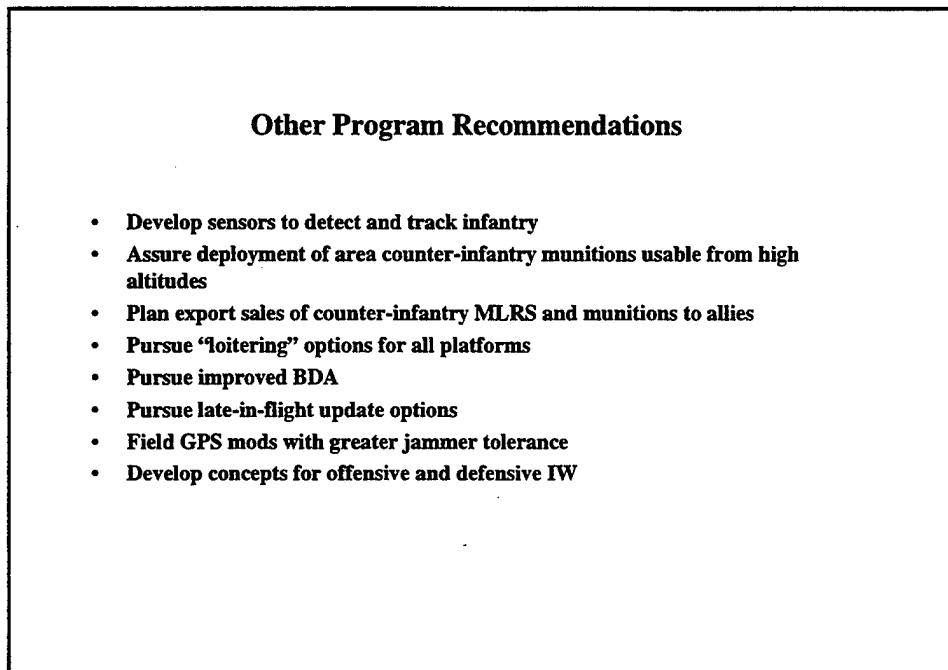 Other Program Recommendations
• Develop sensors to detect and track infantry
• Assure deployment of area counter-infantry munitions usable from high
altitudes
• Plan export sales of counter-infantry MLRS and munitions to allies
• Pursue “loitering” options for all platforms
• Pursue improved BDA
• Pursue late-in-flight update options
• Field GPS mods with greater jammer tolerance
• Develop concepts for offensive and defensive IW